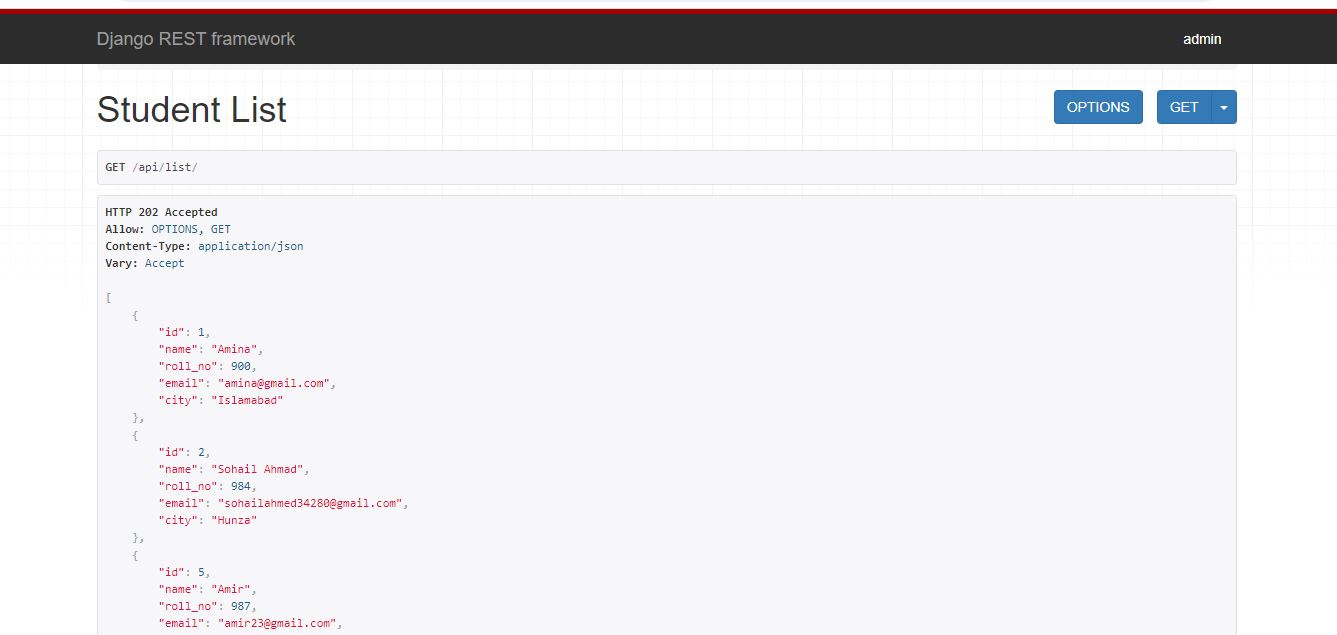 Django REST framework admin
Student List OPTIONS GET
GET /api/list/
HTTP 202 Accepted
Allow: OPTIONS, GET
Content-Type: application/json
Vary: Accept
[
{
"id": 1,
"name": "Amina",
"roll_no": 900,
"email": "amina@gmail.com",
"city": "Islamabad"
},
{
"id": 2,
"name": "Sohail Ahmad",
"roll_no": 984,
"email": "sohailahmed34280@gmail.com",
"city": "Hunza"
},
{
"id": 5,
"name": "Amir",
"roll_no": 987,
"email": "amir23@gmail.com",